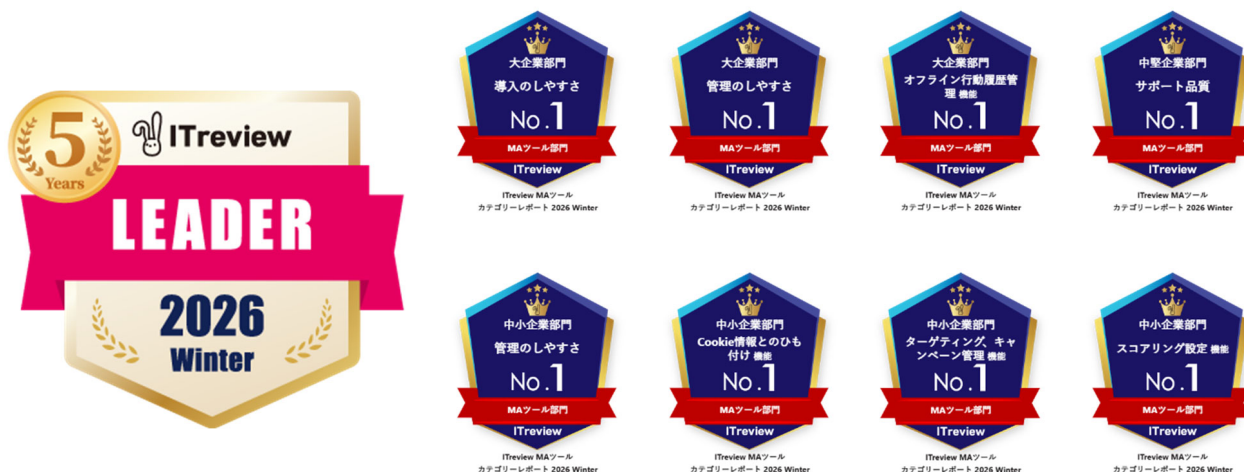 5
Years
ITreview
LEADER
2026
Winter
大企業部門
導入のしやすさ
No.1
MAツール部門
ITreview
ITreview MAツール
カテゴリーレポート 2026 Winter
大企業部門
管理のしやすさ
No.1
MAツール部門
ITreview
ITreview MAツール
カテゴリーレポート 2026 Winter
大企業部門
オフライン行動履歴管
理 機能
No.1
MAツール部門
ITreview
ITreview MAツール
カテゴリーレポート 2026 Winter
中堅企業部門
サポート品質
No.1
MAツール部門
ITreview
ITreview MAツール
カテゴリーレポート 2026 Winter
中小企業部門
管理のしやすさ
No.1
MAツール部門
ITreview
ITreview MAツール
カテゴリーレポート 2026 Winter
中小企業部門
Cookie情報とのひも
付け 機能
No.1
MAツール部門
ITreview
ITreview MAツール
カテゴリーレポート 2026 Winter
中小企業部門
ターゲティング、キャ
ンペーン管理 機能
No.1
MAツール部門
ITreview
ITreview MAツール
カテゴリーレポート 2026 Winter
中小企業部門
スコアリング設定 機能
No.1
MAツール部門
ITreview
ITreview MAツール
カテゴリーレポート 2026 Winter